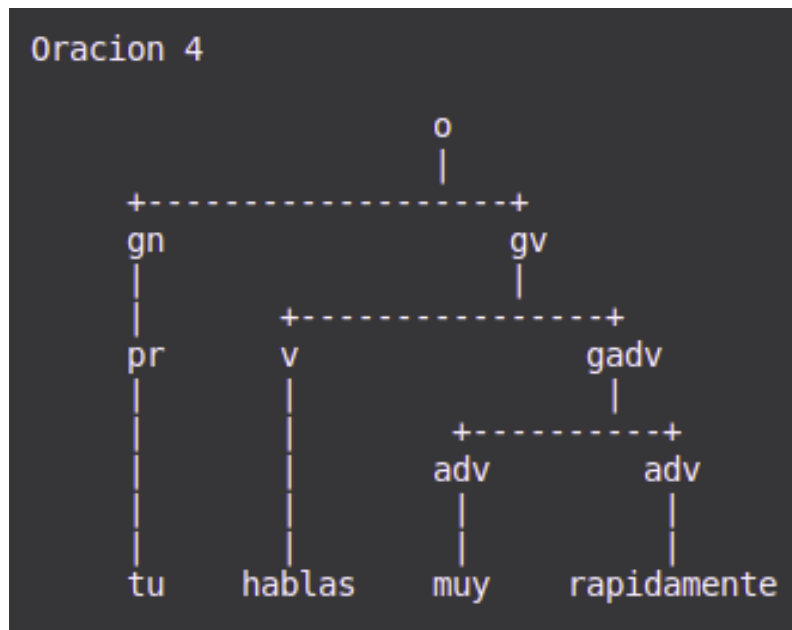 Oracion 4
o
gn gv
pr v gadv
adv adv
tu hablas muy rapidamente